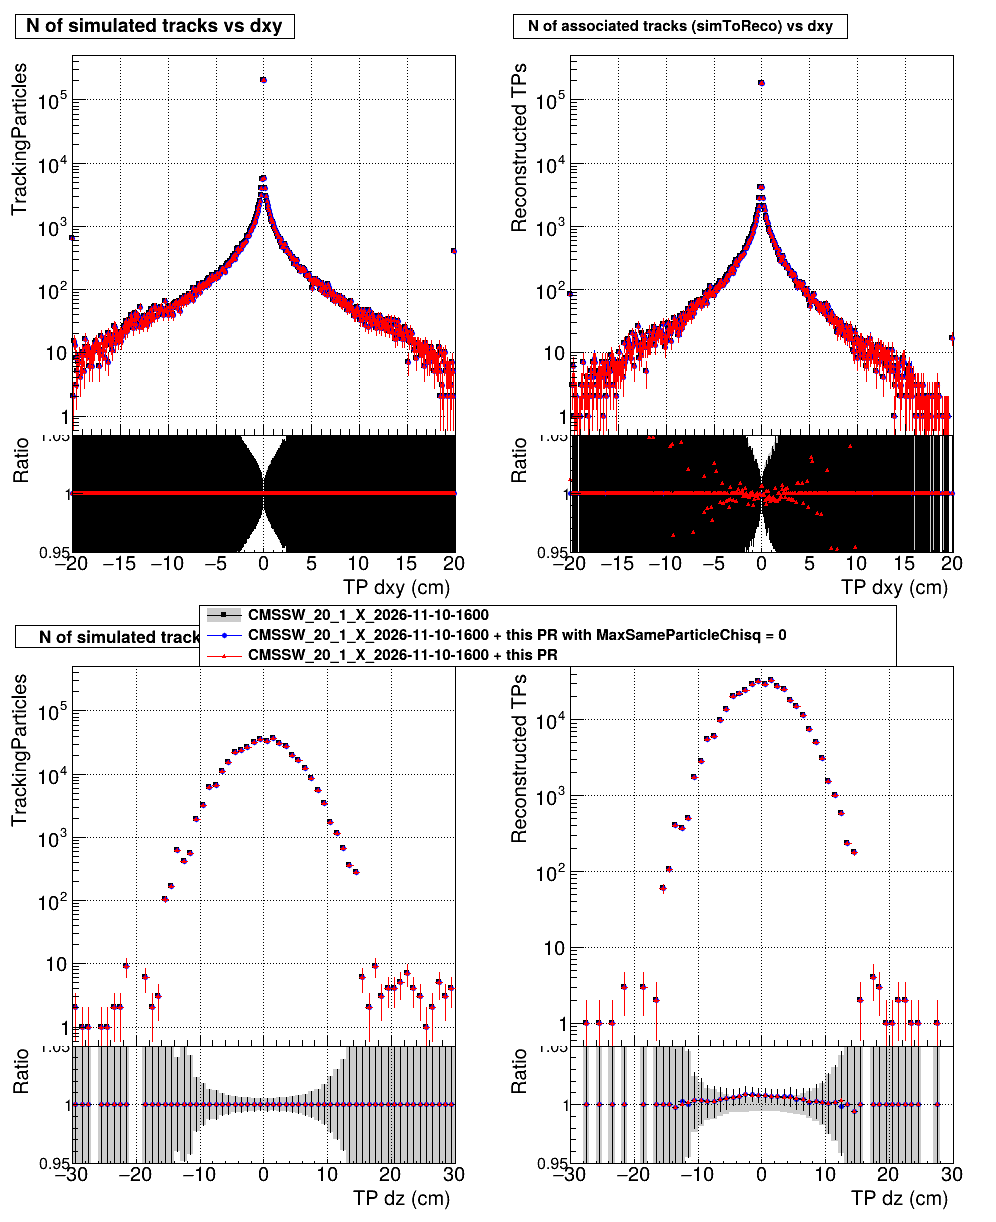 N of simulated tracks vs dxy
N of associated tracks (simToReco) vs dxy
TrackingParticles
10^5
10^4
10^3
10^2
10
1
Ratio
1
0.95
−20 −15 −10 −5 0 5 10 15 20
TP dxy (cm)
Reconstructed TPs
10^5
10^4
10^3
10^2
10
1
Ratio
1
0.95
−20 −15 −10 −5 0 5 10 15 20
TP dxy (cm)
CMSSW_20_1_X_2026-11-10-1600
CMSSW_20_1_X_2026-11-10-1600 + this PR with MaxSameParticleChisq = 0
CMSSW_20_1_X_2026-11-10-1600 + this PR
N of simulated track
TrackingParticles
10^5
10^4
10^3
10^2
10
1
Ratio
1
0.95
−30 −20 −10 0 10 20 30
TP dz (cm)
Reconstructed TPs
10^4
10^3
10^2
10
1
Ratio
1
0.95
−30 −20 −10 0 10 20 30
TP dz (cm)